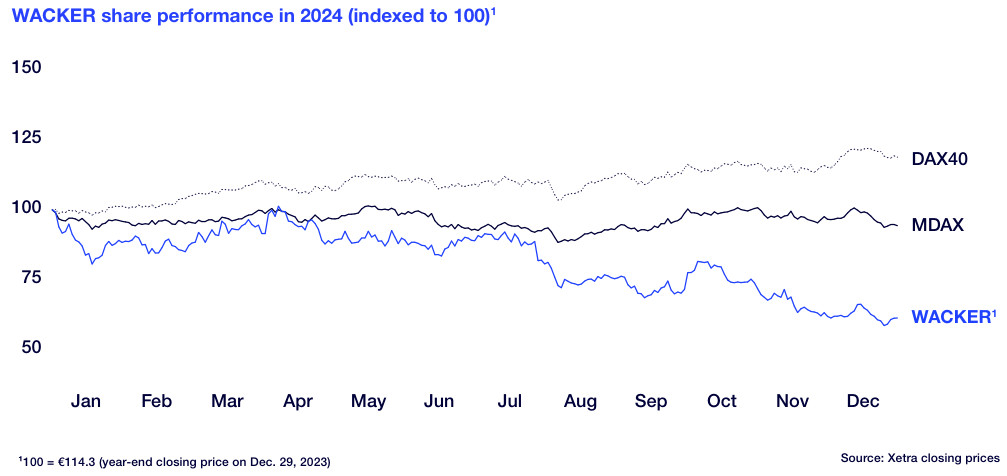 WACKER share performance in 2024 (indexed to 100)¹
150
125
DAX40
100
MDAX
75
WACKER¹
50
Jan Feb Mar Apr May Jun Jul Aug Sep Oct Nov Dec
¹100 = €114.3 (year-end closing price on Dec. 29, 2023)
Source: Xetra closing prices